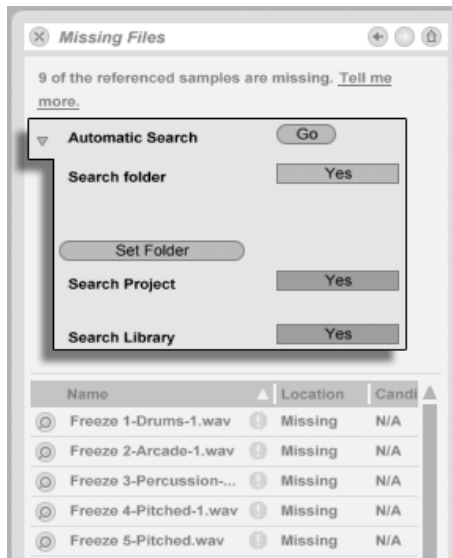 Missing Files
9 of the referenced samples are missing. Tell me
more.
Automatic Search Go
Search folder Yes
Set Folder
Search Project Yes
Search Library Yes
Name Location Candi
Freeze 1-Drums-1.wav Missing N/A
Freeze 2-Arcade-1.wav Missing N/A
Freeze 3-Percussion-... Missing N/A
Freeze 4-Pitched-1.wav Missing N/A
Freeze 5-Pitched.wav Missing N/A